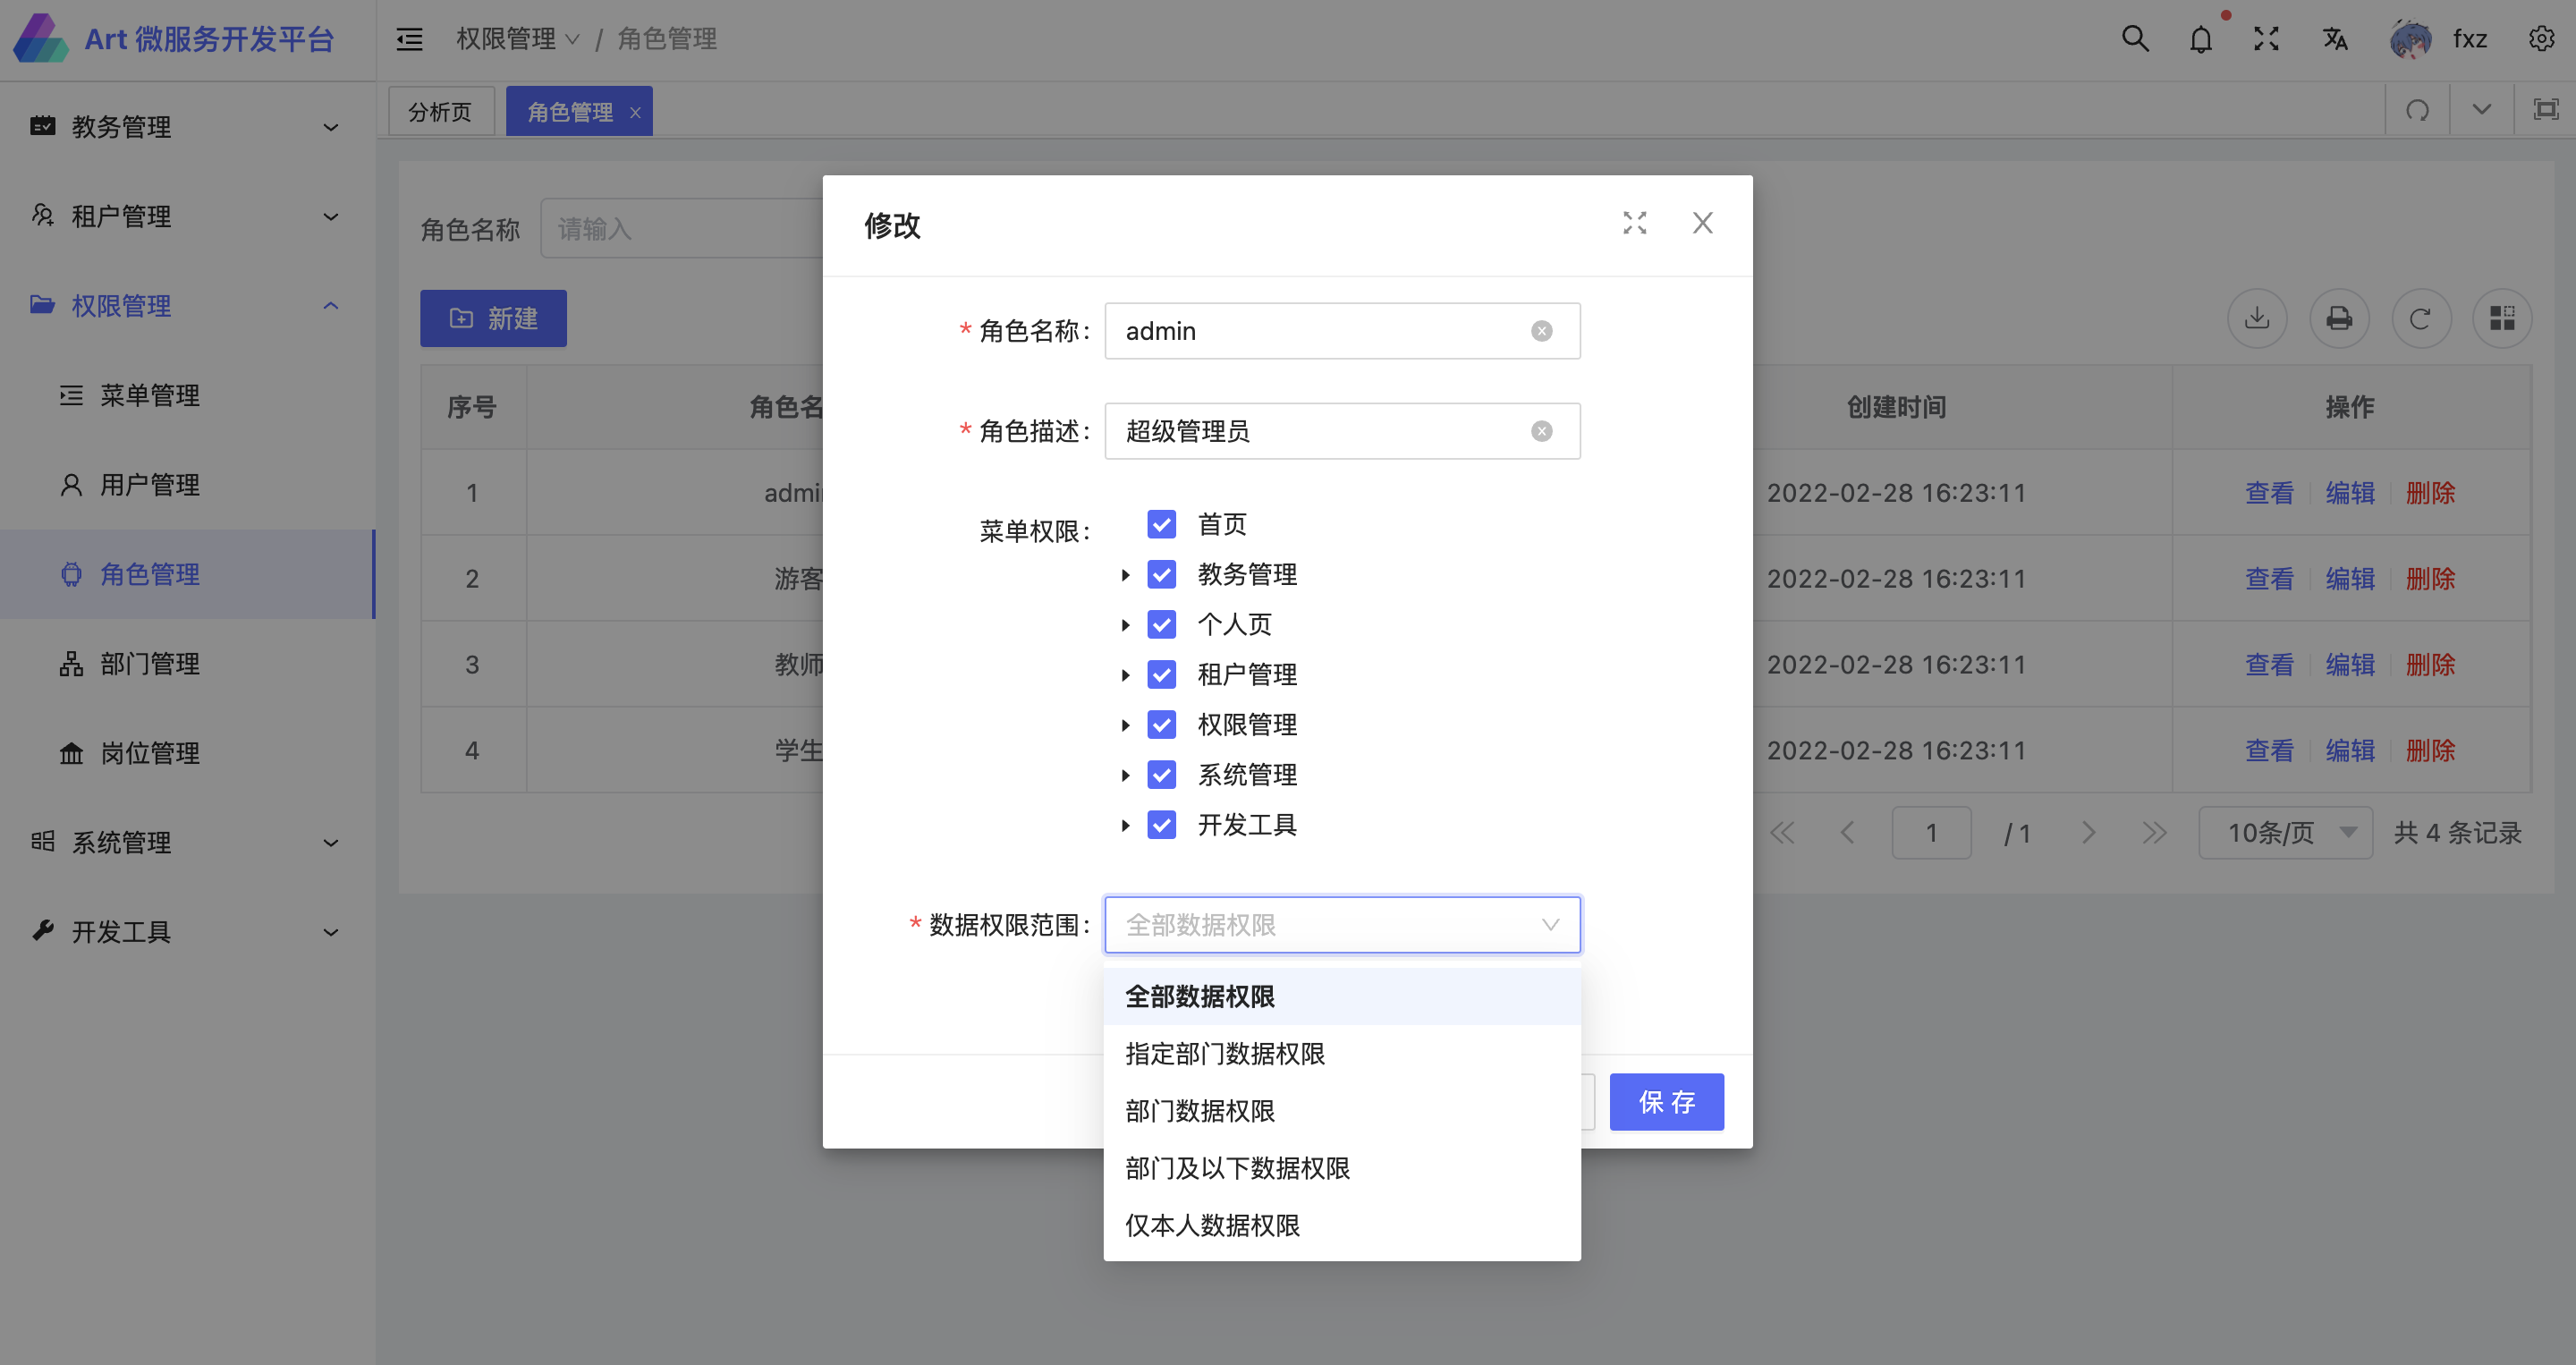 Art 微服务开发平台
权限管理 / 角色管理
fxz
分析页
角色管理
教务管理
租户管理
权限管理
菜单管理
用户管理
角色管理
部门管理
岗位管理
系统管理
开发工具
角色名称 请输入
新建
序号 角色名 创建时间 操作
1 admin 2022-02-28 16:23:11 查看 编辑 删除
2 游客 2022-02-28 16:23:11 查看 编辑 删除
3 教师 2022-02-28 16:23:11 查看 编辑 删除
4 学生 2022-02-28 16:23:11 查看 编辑 删除
1 / 1 10条/页 共 4 条记录
修改
* 角色名称: admin
* 角色描述: 超级管理员
菜单权限:
首页
教务管理
个人页
租户管理
权限管理
系统管理
开发工具
* 数据权限范围: 全部数据权限
全部数据权限
指定部门数据权限
部门数据权限
部门及以下数据权限
仅本人数据权限
保 存